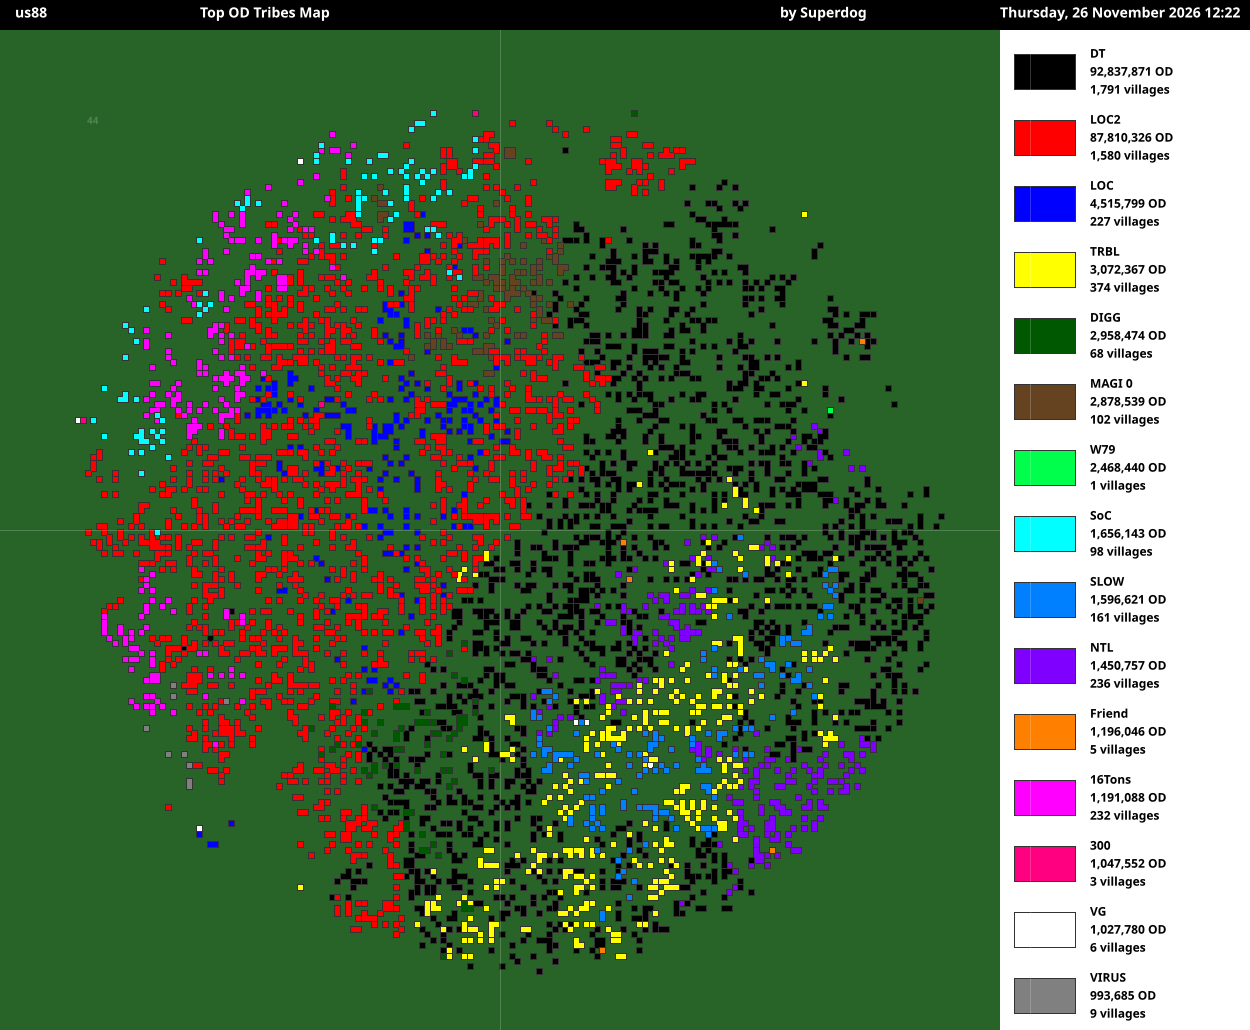 us88 Top OD Tribes Map by Superdog Thursday, 26 November 2026 12:22
44
DT
92,837,871 OD
1,791 villages
LOC2
87,810,326 OD
1,580 villages
LOC
4,515,799 OD
227 villages
TRBL
3,072,367 OD
374 villages
DIGG
2,958,474 OD
68 villages
MAGI 0
2,878,539 OD
102 villages
W79
2,468,440 OD
1 villages
SoC
1,656,143 OD
98 villages
SLOW
1,596,621 OD
161 villages
NTL
1,450,757 OD
236 villages
Friend
1,196,046 OD
5 villages
16Tons
1,191,088 OD
232 villages
300
1,047,552 OD
3 villages
VG
1,027,780 OD
6 villages
VIRUS
993,685 OD
9 villages